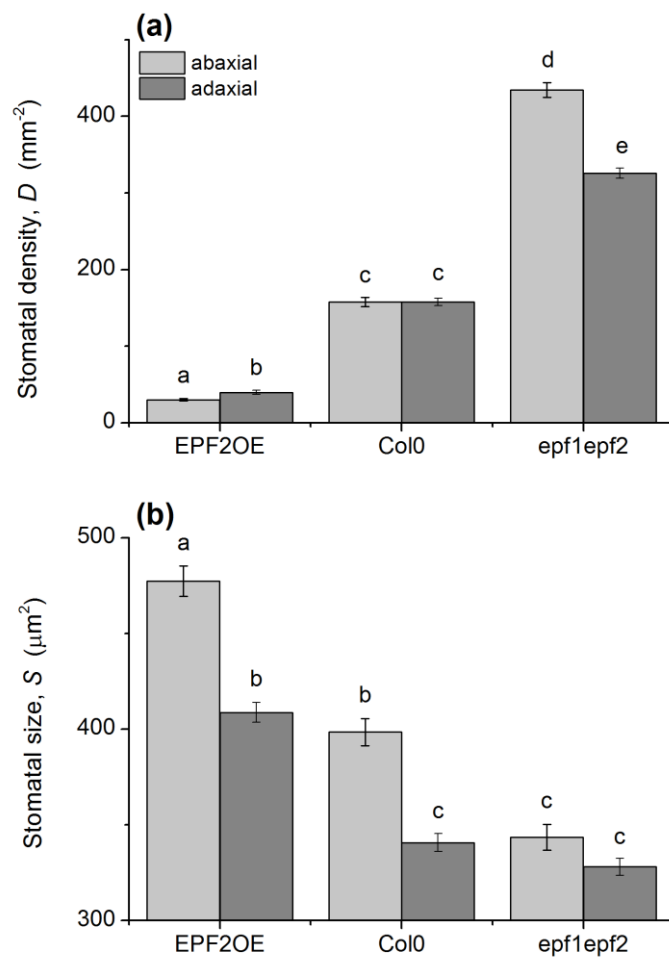 (a)
abaxial
adaxial
Stomatal density, D (mm⁻²)
400
200
0
a
b
c
c
d
e
EPF2OE
Col0
epf1epf2
(b)
Stomatal size, S (μm²)
500
400
300
a
b
b
c
c
c
EPF2OE
Col0
epf1epf2